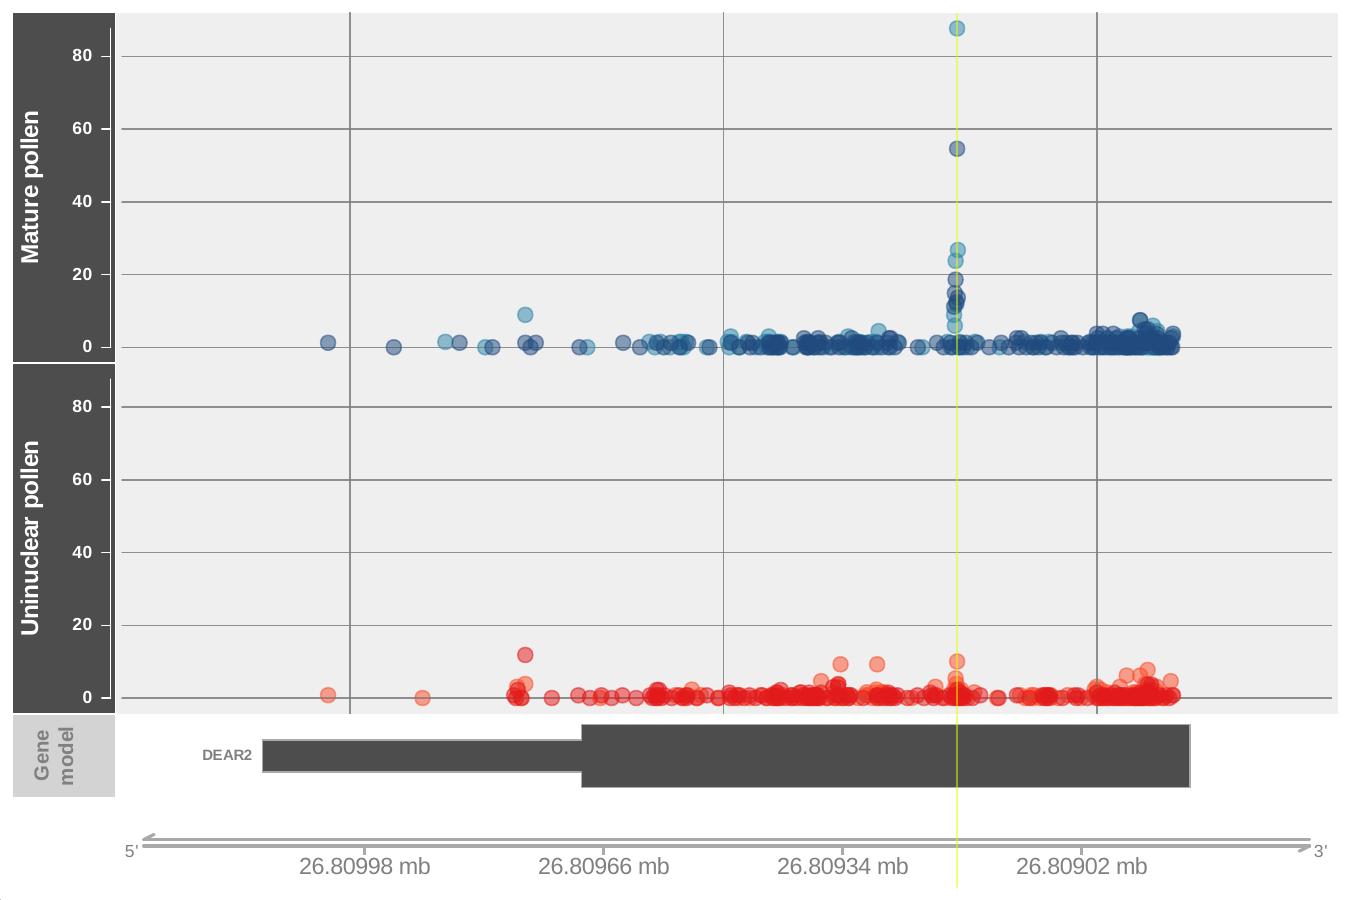 Mature pollen
80
60
40
20
0
Uninuclear pollen
80
60
40
20
0
Gene
model
DEAR2
5'
3'
26.80998 mb
26.80966 mb
26.80934 mb
26.80902 mb